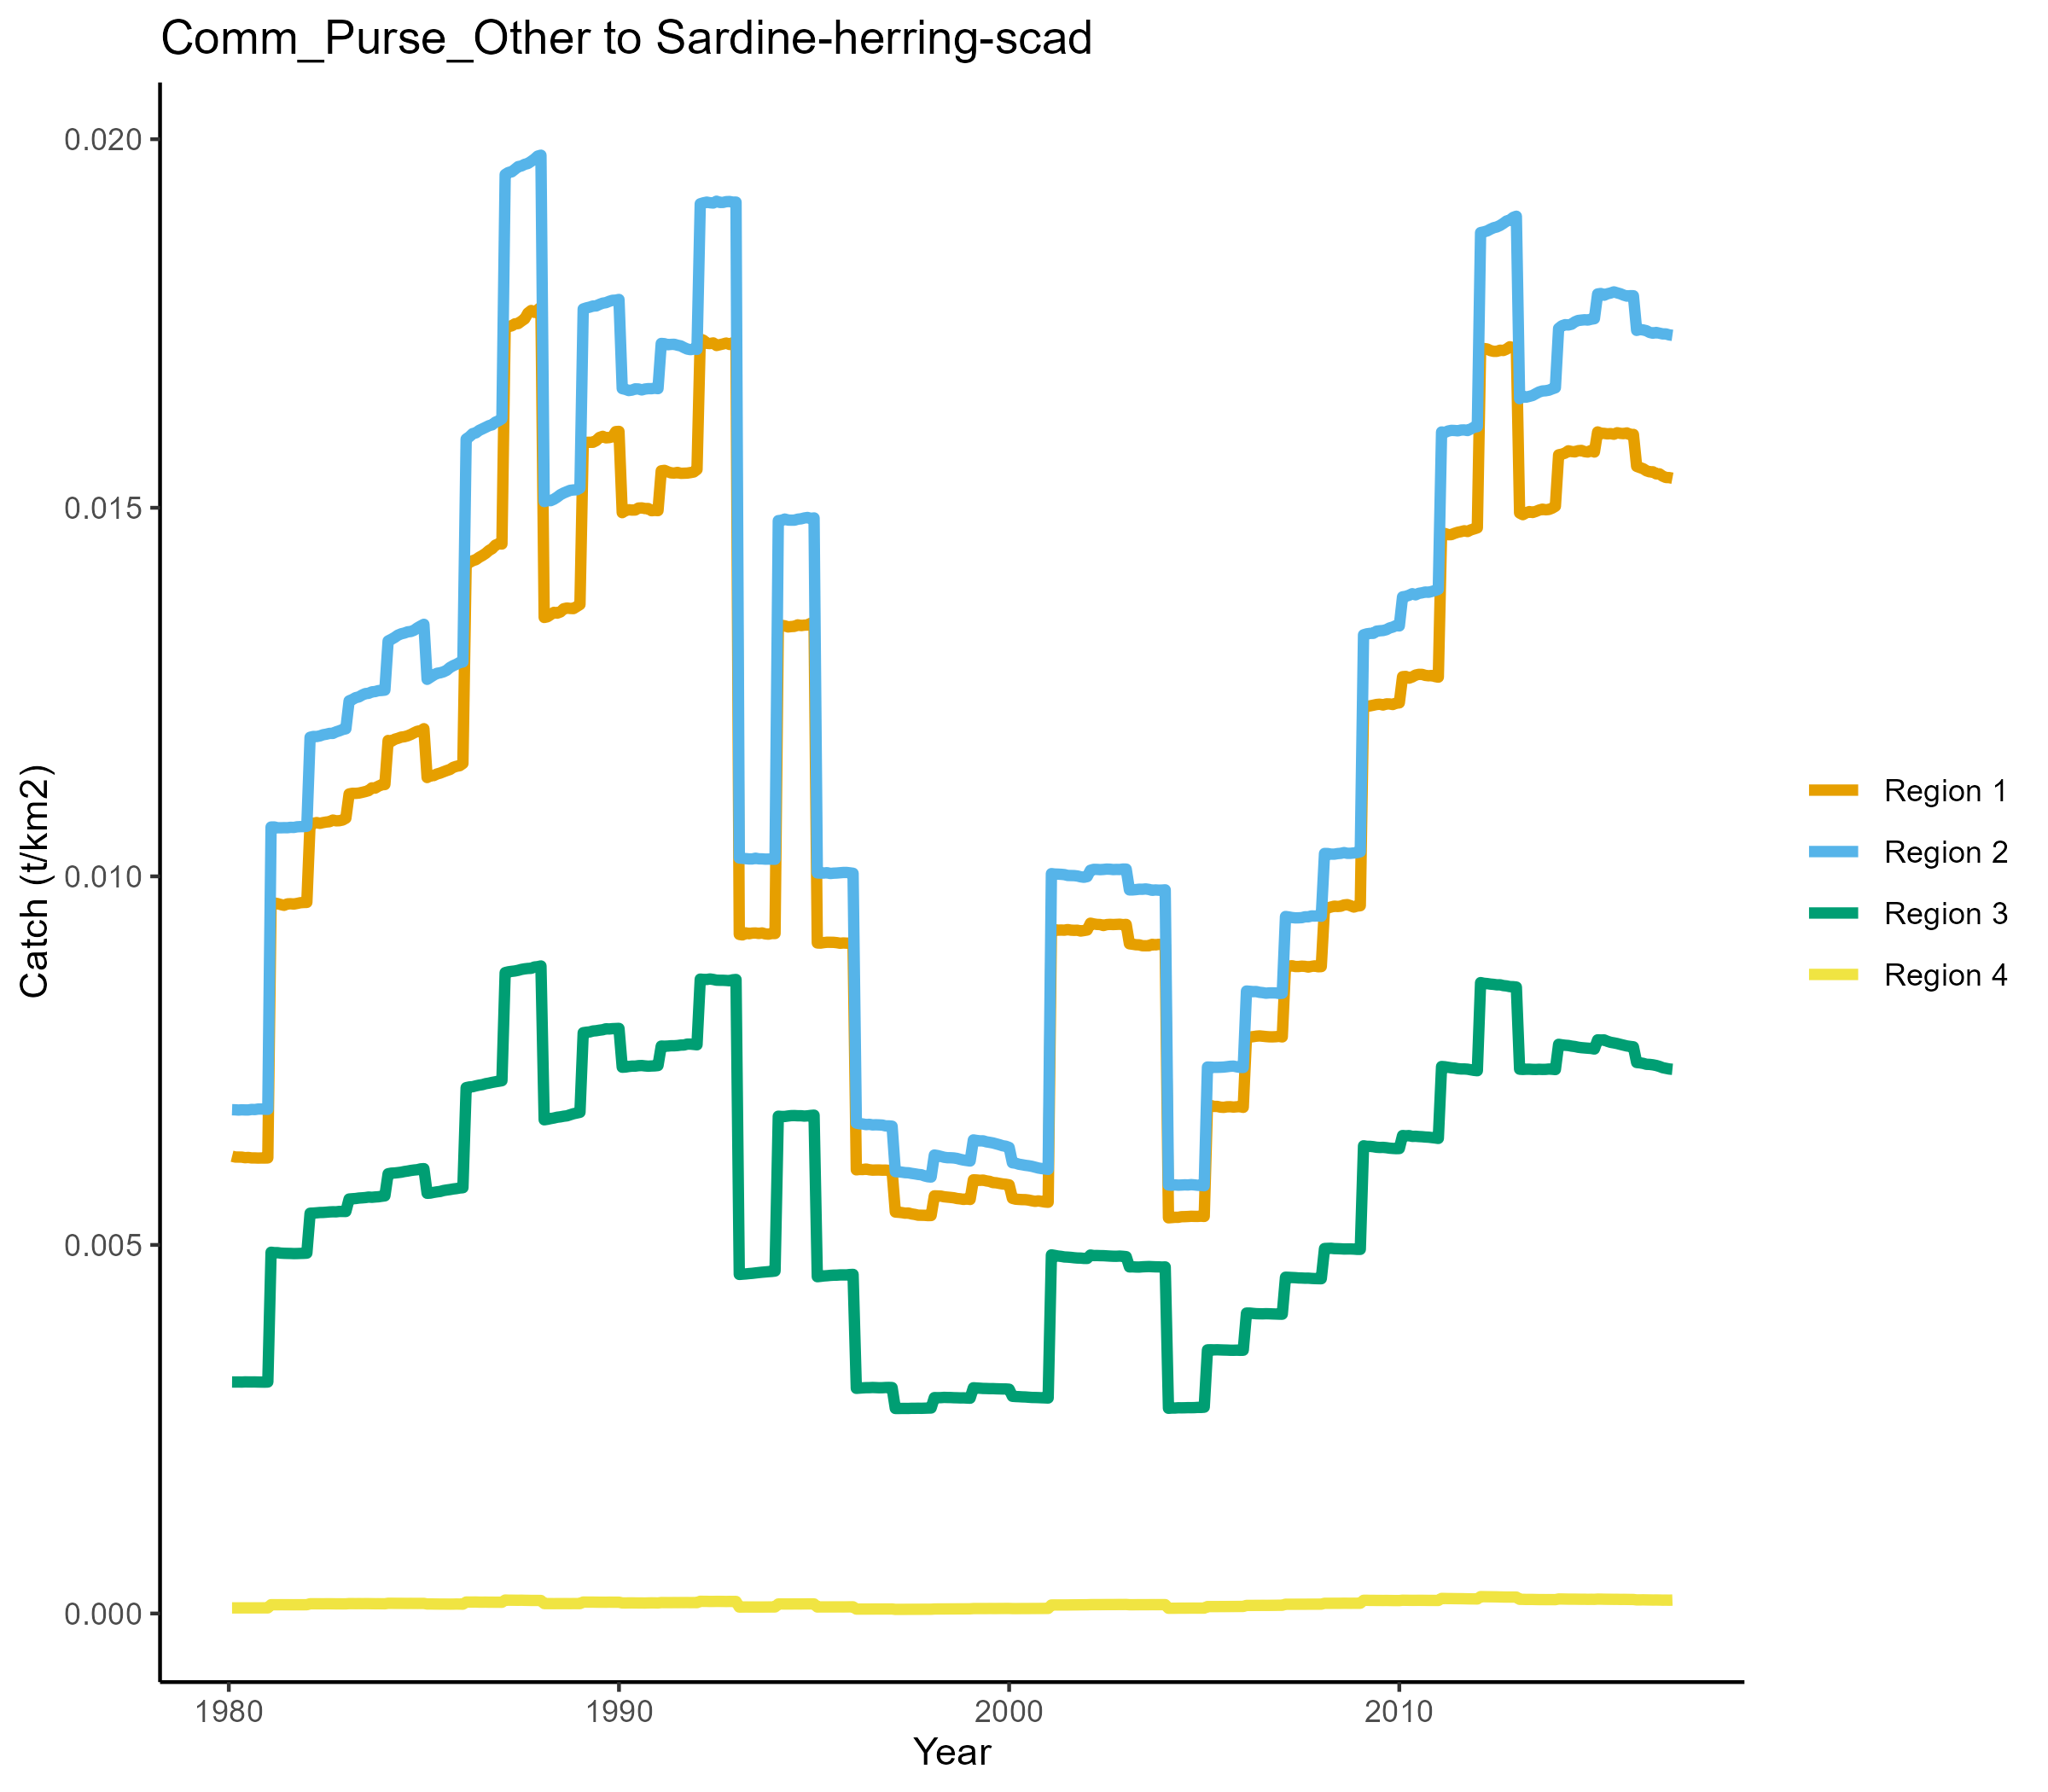 Comm_Purse_Other to Sardine-herring-scad
Catch (t/km2)
0.020
0.015
0.010
0.005
0.000
1980 1990 2000 2010
Year
Region 1
Region 2
Region 3
Region 4